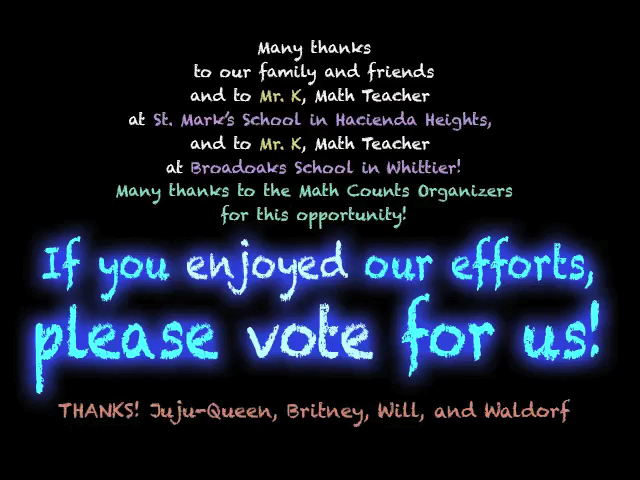 Many thanks
to our family and friends
and to Mr. K, Math Teacher
at St. Mark's School in Hacienda Heights,
and to Mr. K, Math Teacher
at Broadoaks School in Whittier!
Many thanks to the Math Counts Organizers
for this opportunity!
If you enjoyed our efforts,
please vote for us!
THANKS! Juju-Queen, Britney, Will, and Waldorf